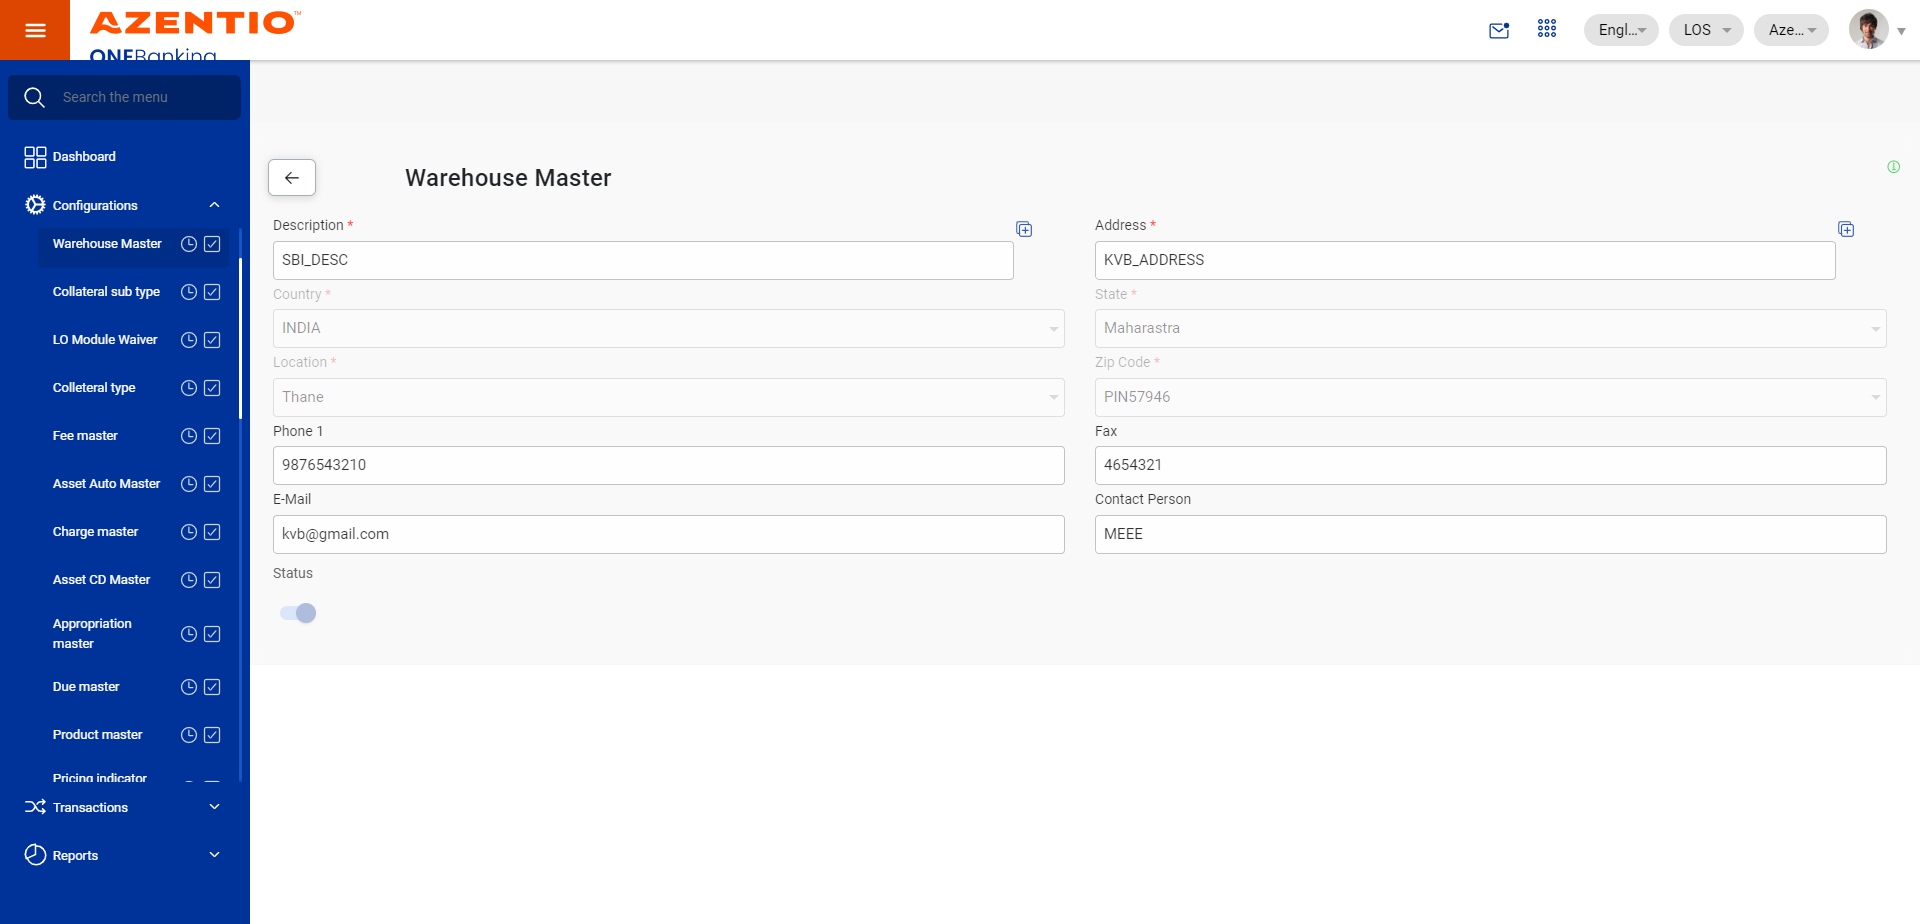 AZENTIO™
ONEBanking
Engl...
LOS
Aze...
Search the menu
Dashboard
Configurations
Warehouse Master
Collateral sub type
LO Module Waiver
Colleteral type
Fee master
Asset Auto Master
Charge master
Asset CD Master
Appropriation
master
Due master
Product master
Pricing indicator
Transactions
Reports
Warehouse Master
Description *
SBI_DESC
Address *
KVB_ADDRESS
Country *
INDIA
State *
Maharastra
Location *
Thane
Zip Code *
PIN57946
Phone 1
9876543210
Fax
4654321
E-Mail
kvb@gmail.com
Contact Person
MEEE
Status